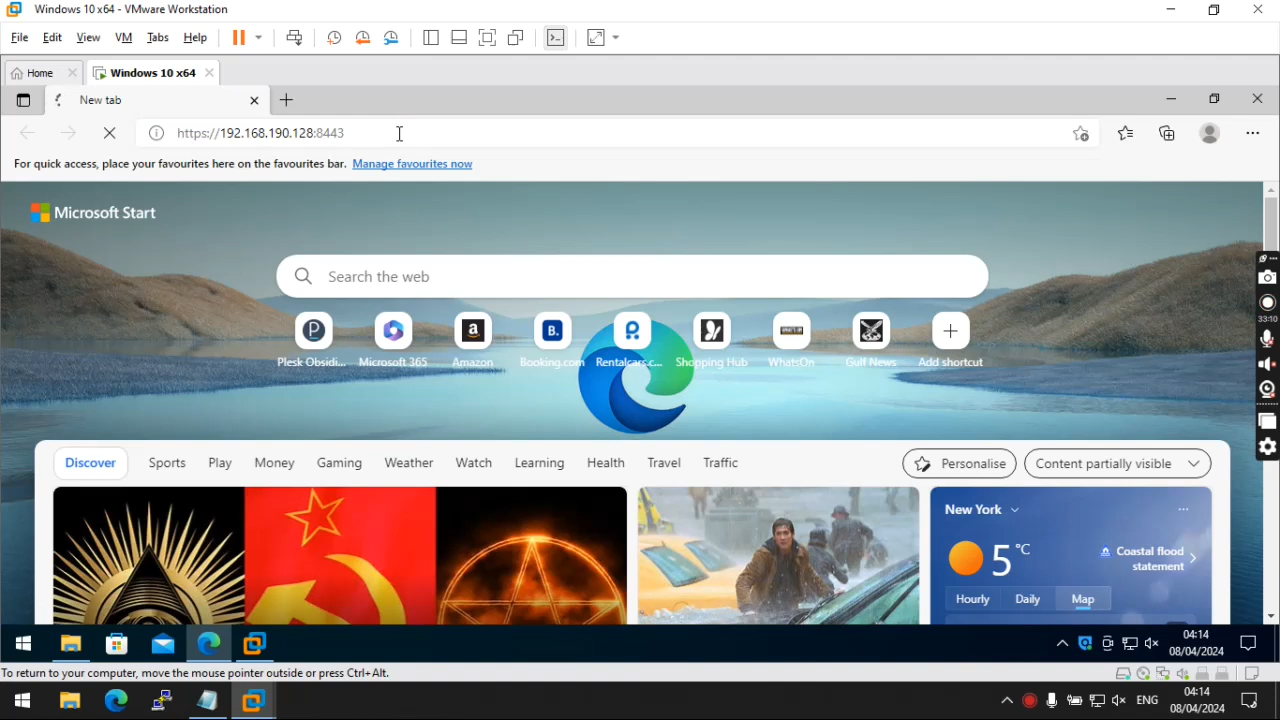 Windows 10 x64 - VMware Workstation
File Edit View VM Tabs Help
Home
Windows 10 x64
New tab
https://192.168.190.128:8443
For quick access, place your favourites here on the favourites bar. Manage favourites now
Microsoft Start
Search the web
Plesk Obsidi...
Microsoft 365
Amazon
Booking.com
Rentalcars.c...
Shopping Hub
WhatsOn
Gulf News
Add shortcut
Discover Sports Play Money Gaming Weather Watch Learning Health Travel Traffic
Personalise
Content partially visible
New York
5 °C
Coastal flood
statement
Hourly Daily Map
33:10
04:14
08/04/2024
To return to your computer, move the mouse pointer outside or press Ctrl+Alt.
ENG
04:14
08/04/2024